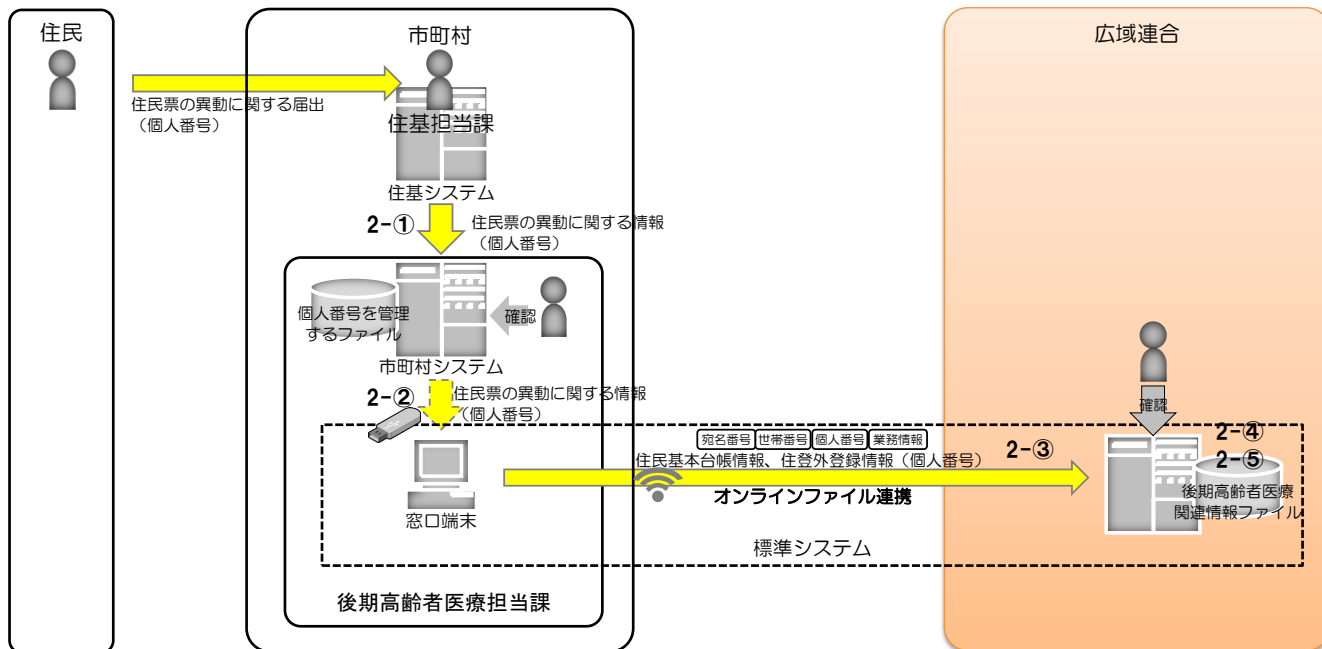 住民
市町村
広域連合
住民票の異動に関する届出
（個人番号）
住基担当課
住基システム
2-①
住民票の異動に関する情報
（個人番号）
個人番号を管理
するファイル
確認
市町村システム
2-②
住民票の異動に関する情報
（個人番号）
確認
宛名番号 世帯番号 個人番号 業務情報
住民基本台帳情報、住登外登録情報（個人番号）
2-③
2-④
2-⑤
オンラインファイル連携
後期高齢者医療
関連情報ファイル
窓口端末
標準システム
後期高齢者医療担当課